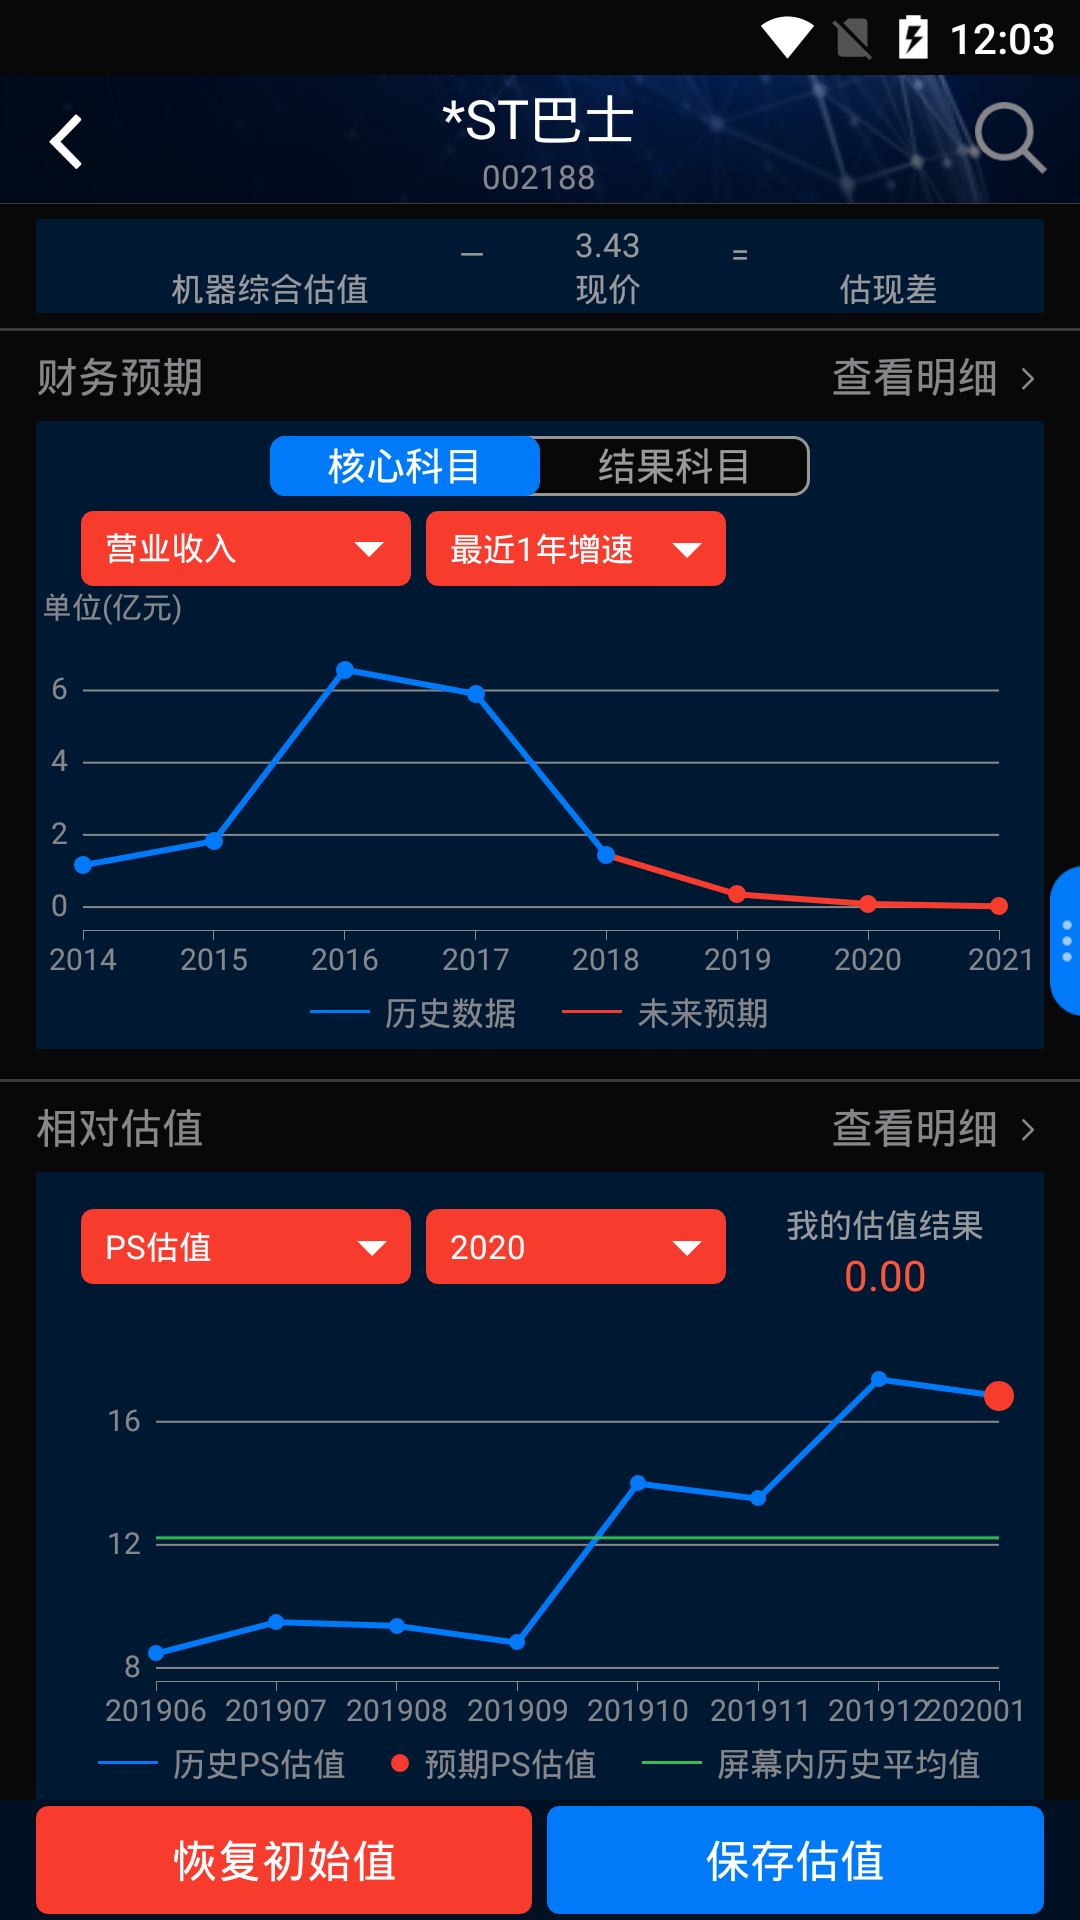 12:03
*ST巴士
002188
— 3.43 =
机器综合估值 现价 估现差
财务预期 查看明细
核心科目 结果科目
营业收入 最近1年增速
单位(亿元)
6
4
2
0
2014 2015 2016 2017 2018 2019 2020 2021
历史数据 未来预期
相对估值 查看明细
PS估值 2020 我的估值结果
0.00
16
12
8
201906 201907 201908 201909 201910 201911 201912 202001
历史PS估值 预期PS估值 屏幕内历史平均值
恢复初始值 保存估值